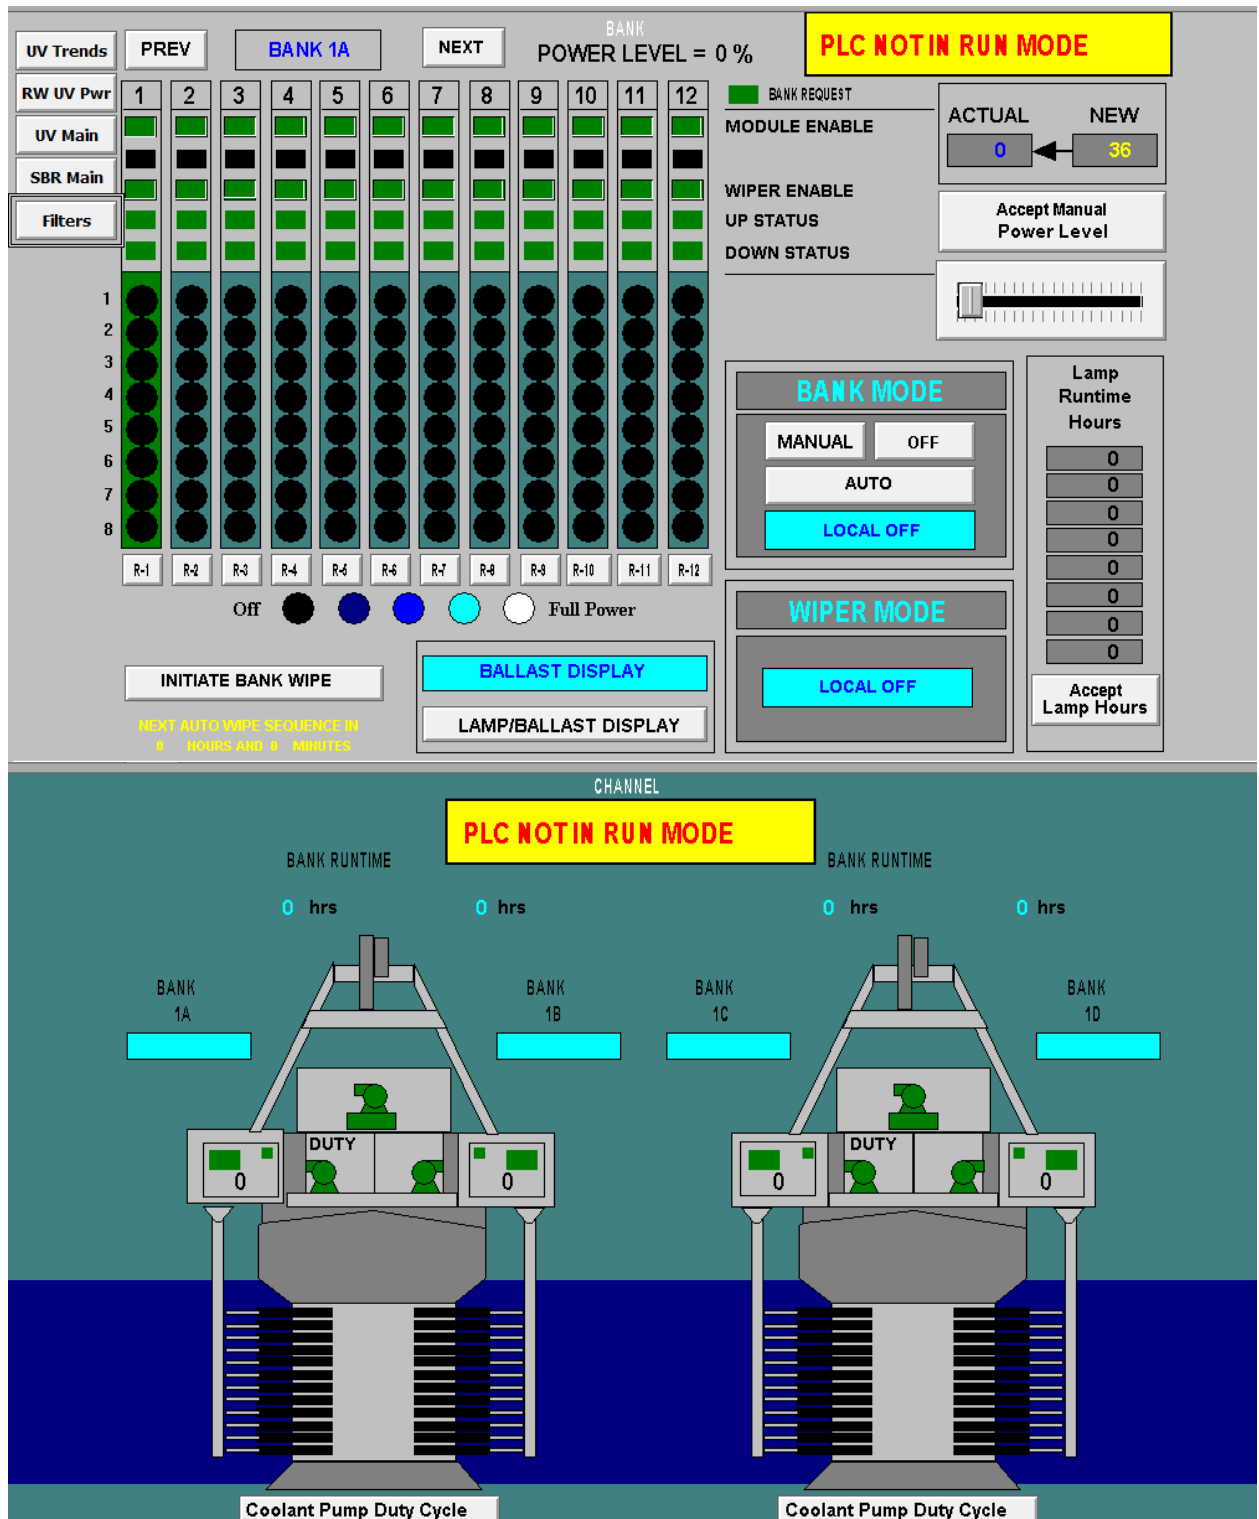 BANK
UV Trends
PREV
BANK 1A
NEXT
POWER LEVEL = 0 %
PLC NOT IN RUN MODE
RW UV Pwr
UV Main
SBR Main
Filters
1 2 3 4 5 6 7 8 9 10 11 12
BANK REQUEST
MODULE ENABLE
WIPER ENABLE
UP STATUS
DOWN STATUS
ACTUAL NEW
0 36
Accept Manual
Power Level
1
2
3
4
5
6
7
8
R-1 R-2 R-3 R-4 R-5 R-6 R-7 R-8 R-9 R-10 R-11 R-12
Off Full Power
BANK MODE
MANUAL OFF
AUTO
LOCAL OFF
WIPER MODE
LOCAL OFF
Lamp
Runtime
Hours
0
0
0
0
0
0
0
0
Accept
Lamp Hours
INITIATE BANK WIPE
NEXT AUTO WIPE SEQUENCE IN
0 HOURS AND 0 MINUTES
BALLAST DISPLAY
LAMP/BALLAST DISPLAY
CHANNEL
PLC NOT IN RUN MODE
BANK RUNTIME BANK RUNTIME
0 hrs 0 hrs 0 hrs 0 hrs
BANK
1A
BANK
1B
BANK
1C
BANK
1D
DUTY DUTY
0 0 0 0
Coolant Pump Duty Cycle Coolant Pump Duty Cycle